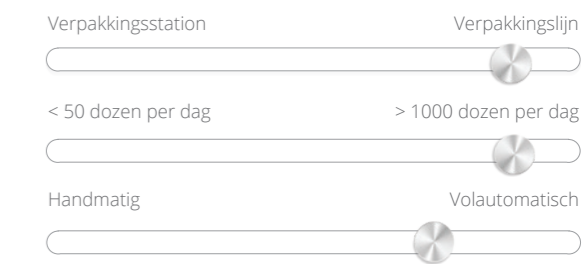 Verpakkingsstation Verpakkingslijn
< 50 dozen per dag > 1000 dozen per dag
Handmatig Volautomatisch